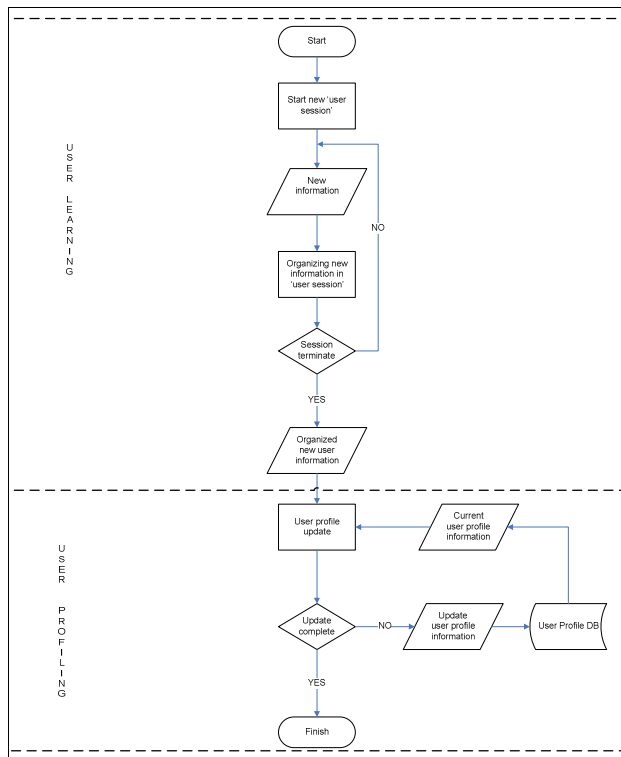 Start
Start new 'user
session'
USER LEARNING
New
information
NO
Organizing new
information in
'user session'
Session
terminate
YES
Organized
new user
information
User profile
update
Current
user profile
information
USER PROFILING
Update
complete
NO
Update
user profile
information
User Profile DB
YES
Finish